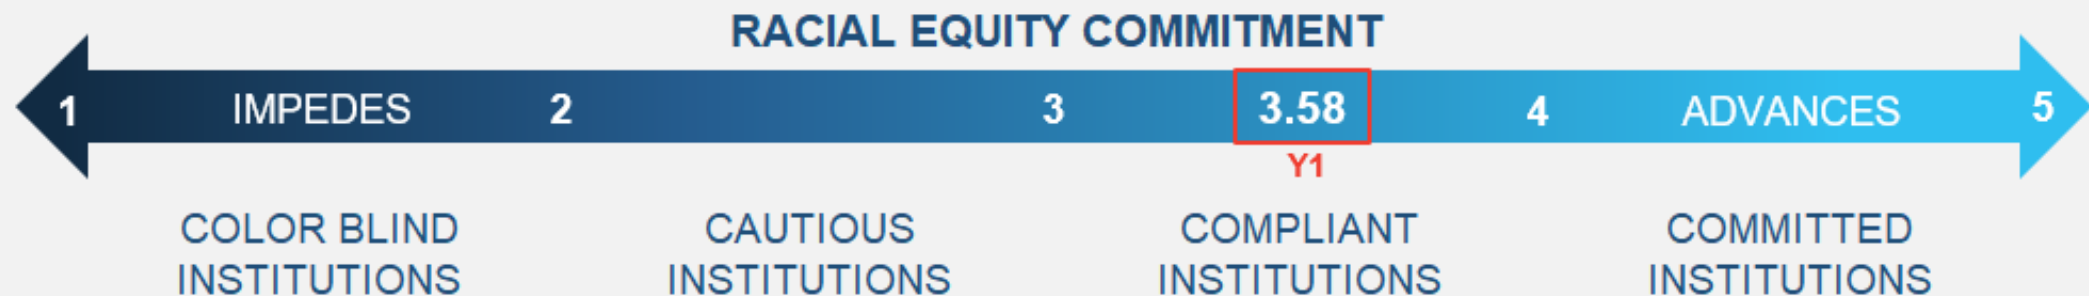 RACIAL EQUITY COMMITMENT
1 IMPEDES 2 3 3.58 4 ADVANCES 5
Y1
COLOR BLIND INSTITUTIONS
CAUTIOUS INSTITUTIONS
COMPLIANT INSTITUTIONS
COMMITTED INSTITUTIONS